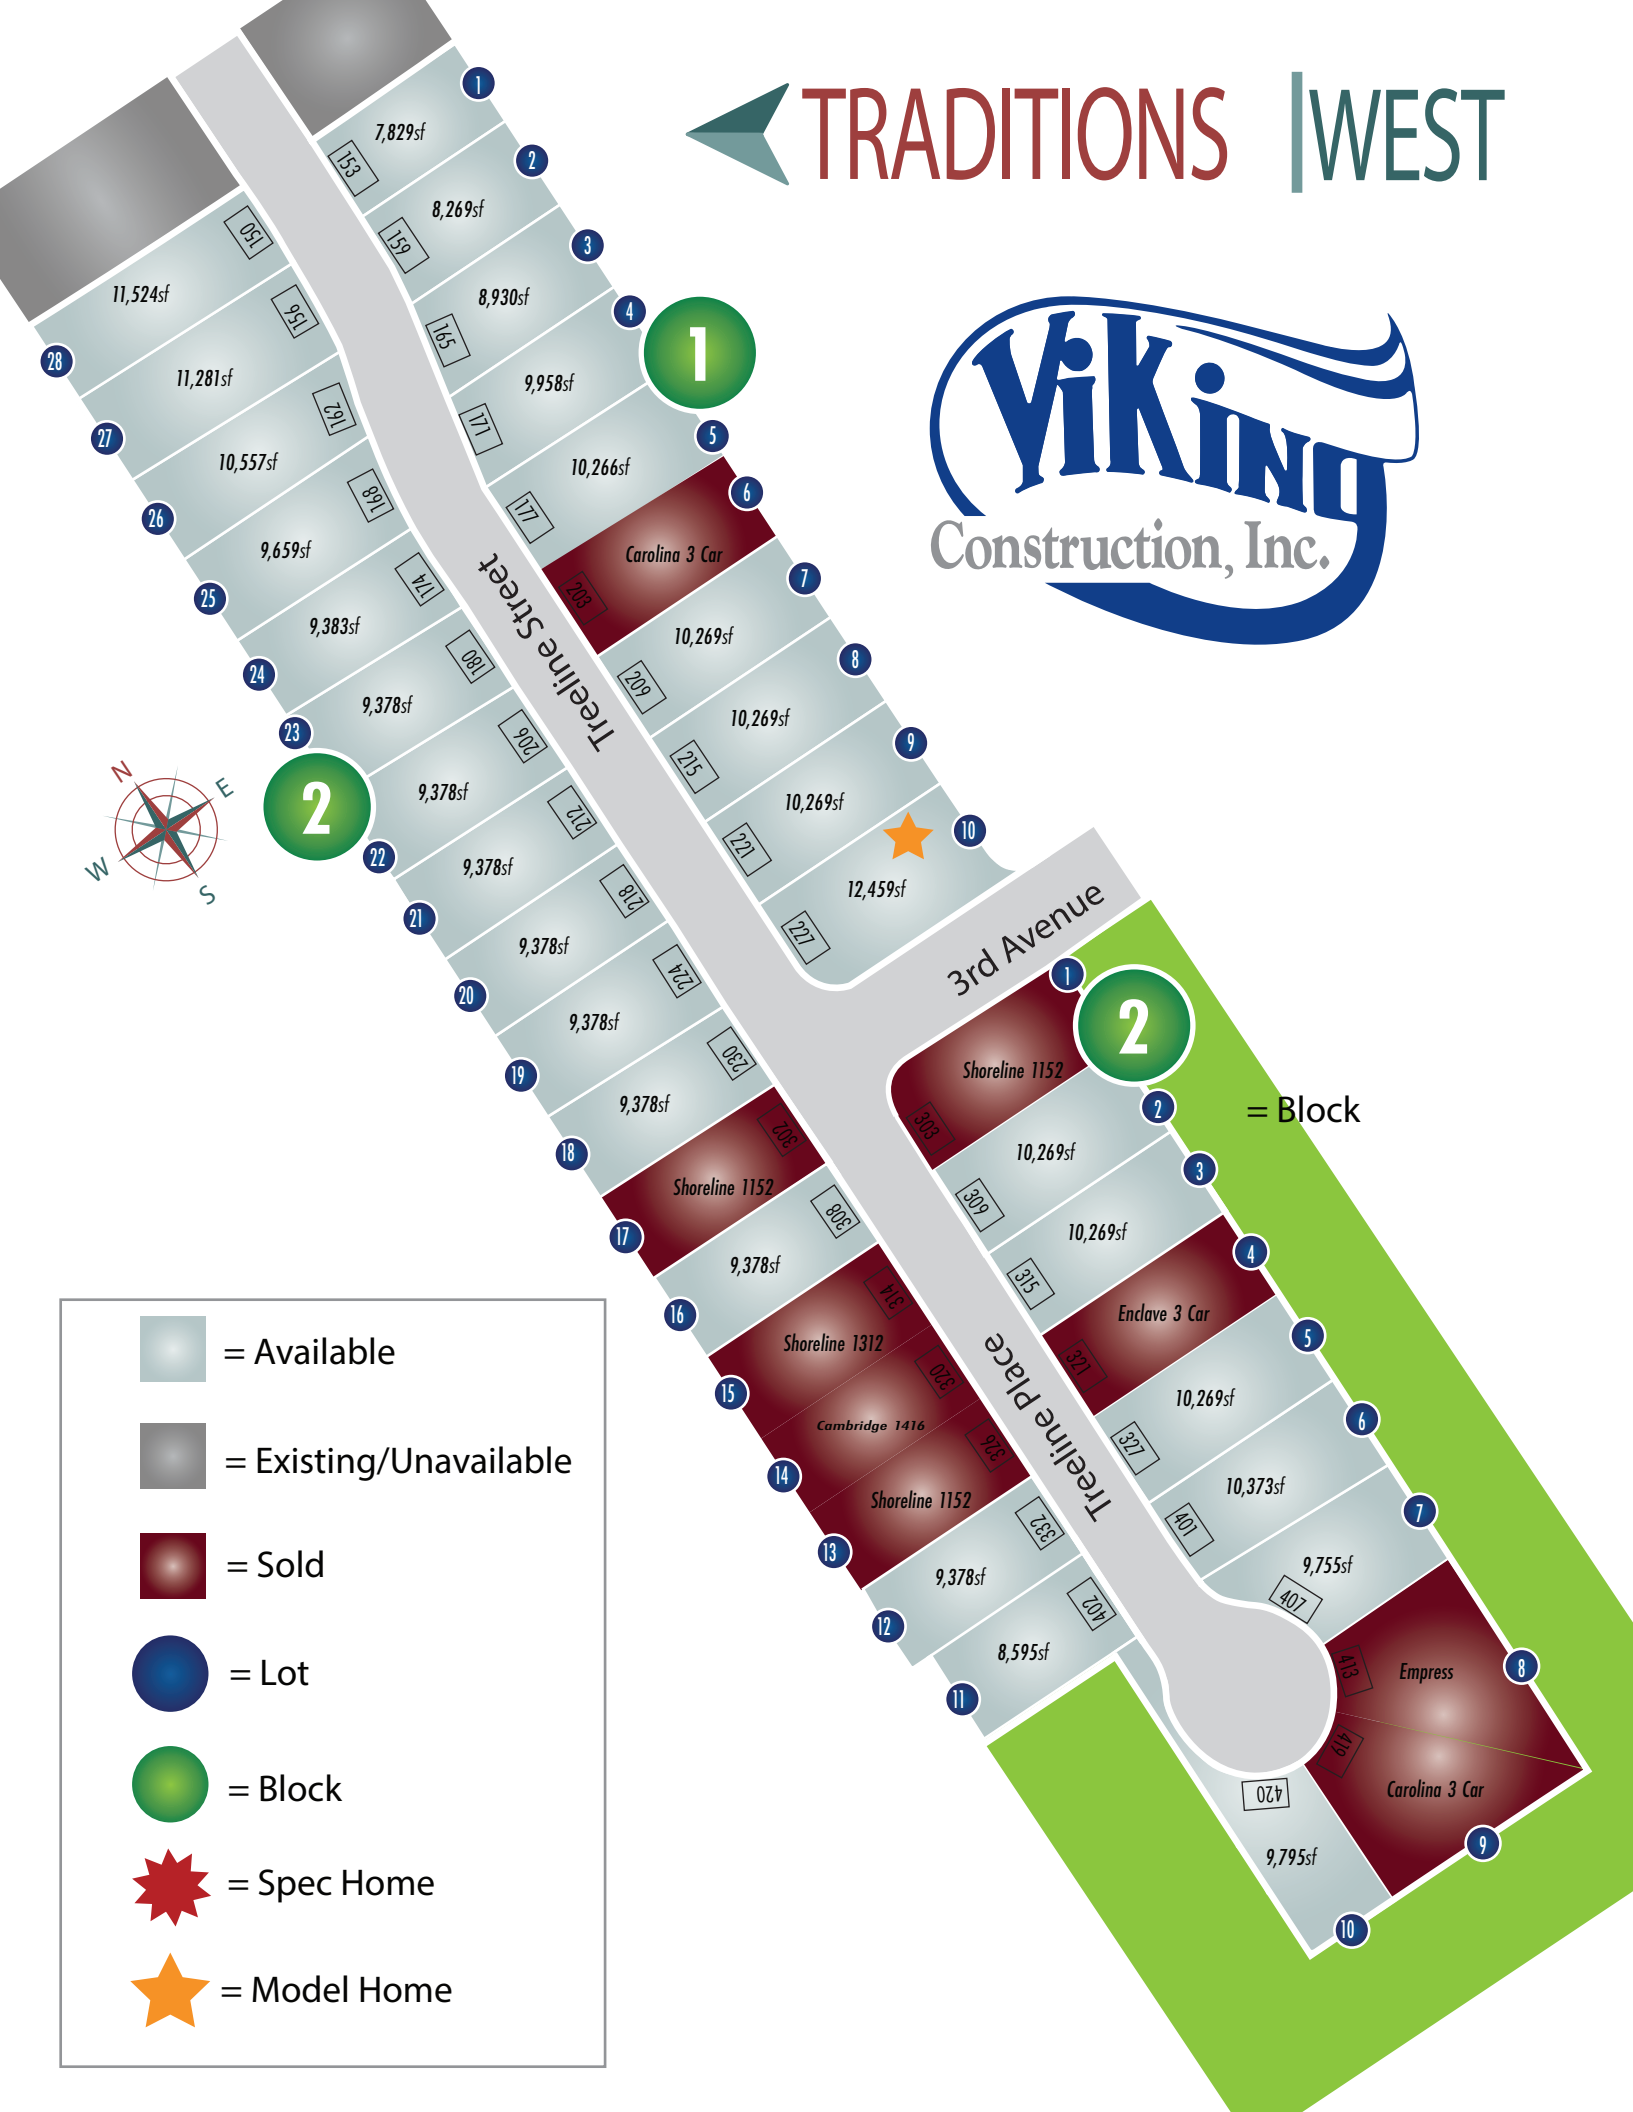 TRADITIONS WEST
ViKiNg
Construction, Inc.
1
7,829sf
153
2
8,269sf
159
3
8,930sf
165
4
9,958sf
171
1
5
10,266sf
177
6
Carolina 3 Car
203
7
10,269sf
209
8
10,269sf
215
9
10,269sf
221
10
12,459sf
227
150
11,524sf
28
156
11,281sf
27
162
10,557sf
26
168
9,659sf
25
174
9,383sf
24
180
9,378sf
23
2
206
9,378sf
22
212
9,378sf
21
218
9,378sf
20
224
9,378sf
19
230
9,378sf
18
302
Shoreline 1152
17
308
9,378sf
16
314
Shoreline 1312
15
320
Cambridge 1416
14
326
Shoreline 1152
13
332
9,378sf
12
402
8,595sf
11
Treeline Street
3rd Avenue
Treeline Place
N
E
W
S
1
2
Shoreline 1152
303
2
10,269sf
309
3
10,269sf
315
4
Enclave 3 Car
321
5
10,269sf
327
6
10,373sf
401
7
9,755sf
407
8
Empress
413
9
Carolina 3 Car
419
10
9,795sf
420
= Block
= Available
= Existing/Unavailable
= Sold
= Lot
= Block
= Spec Home
= Model Home